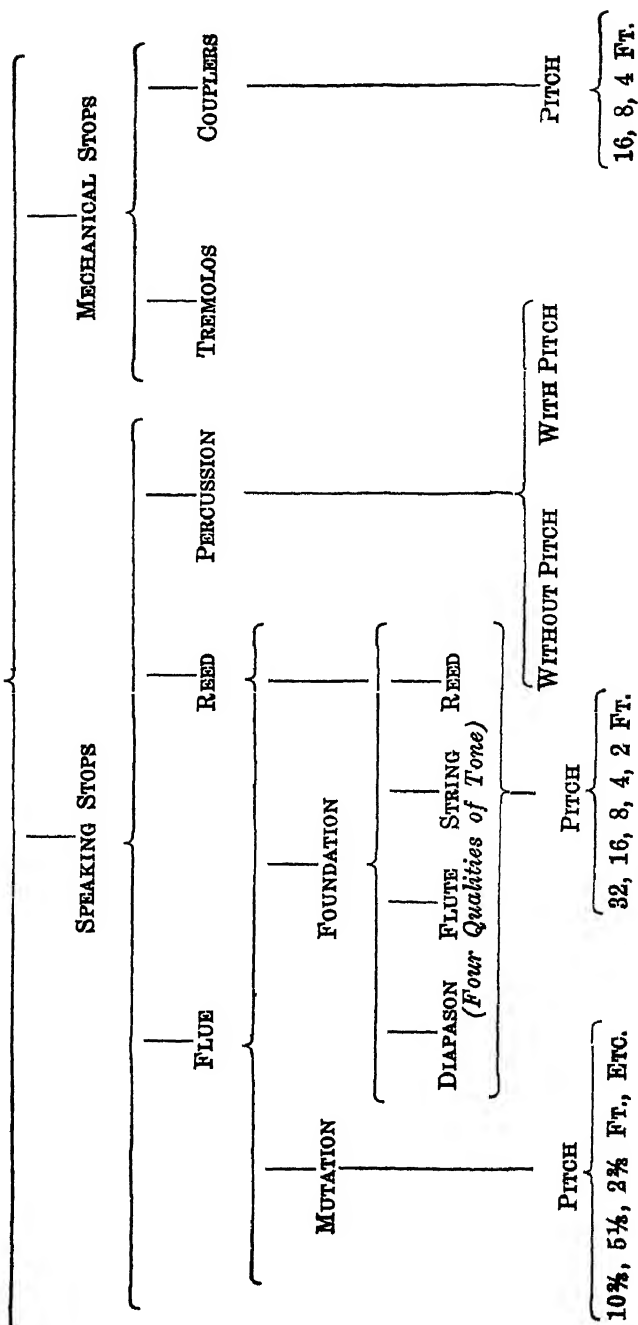 SPEAKING STOPS MECHANICAL STOPS
FLUE REED PERCUSSION TREMOLOS COUPLERS
MUTATION FOUNDATION
DIAPASON FLUTE STRING REED
(Four Qualities of Tone)
WITHOUT PITCH WITH PITCH
PITCH PITCH PITCH
10⅔, 5⅓, 2⅔ FT., ETC. 32, 16, 8, 4, 2 FT. 16, 8, 4 FT.